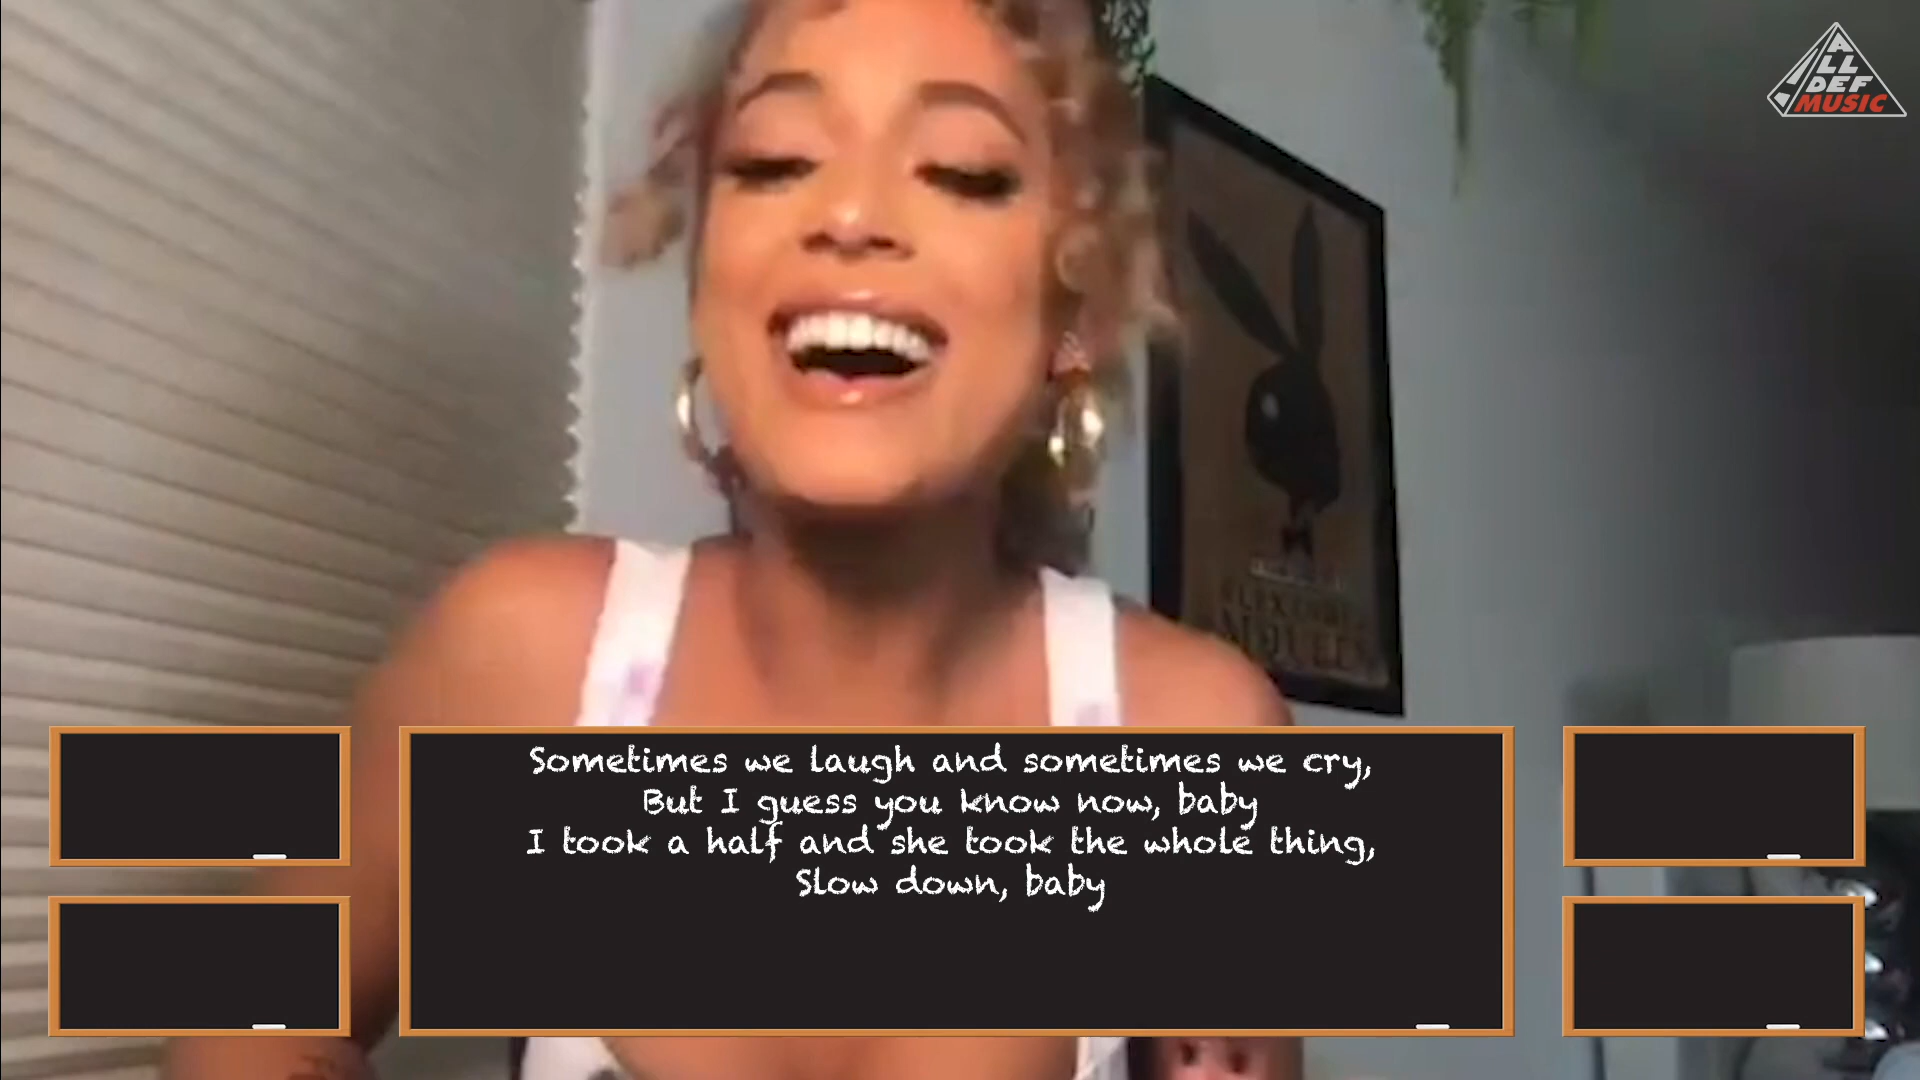 A
LL
DEF
MUSIC
Sometimes we laugh and sometimes we cry,
But I guess you know now, baby
I took a half and she took the whole thing,
Slow down, baby